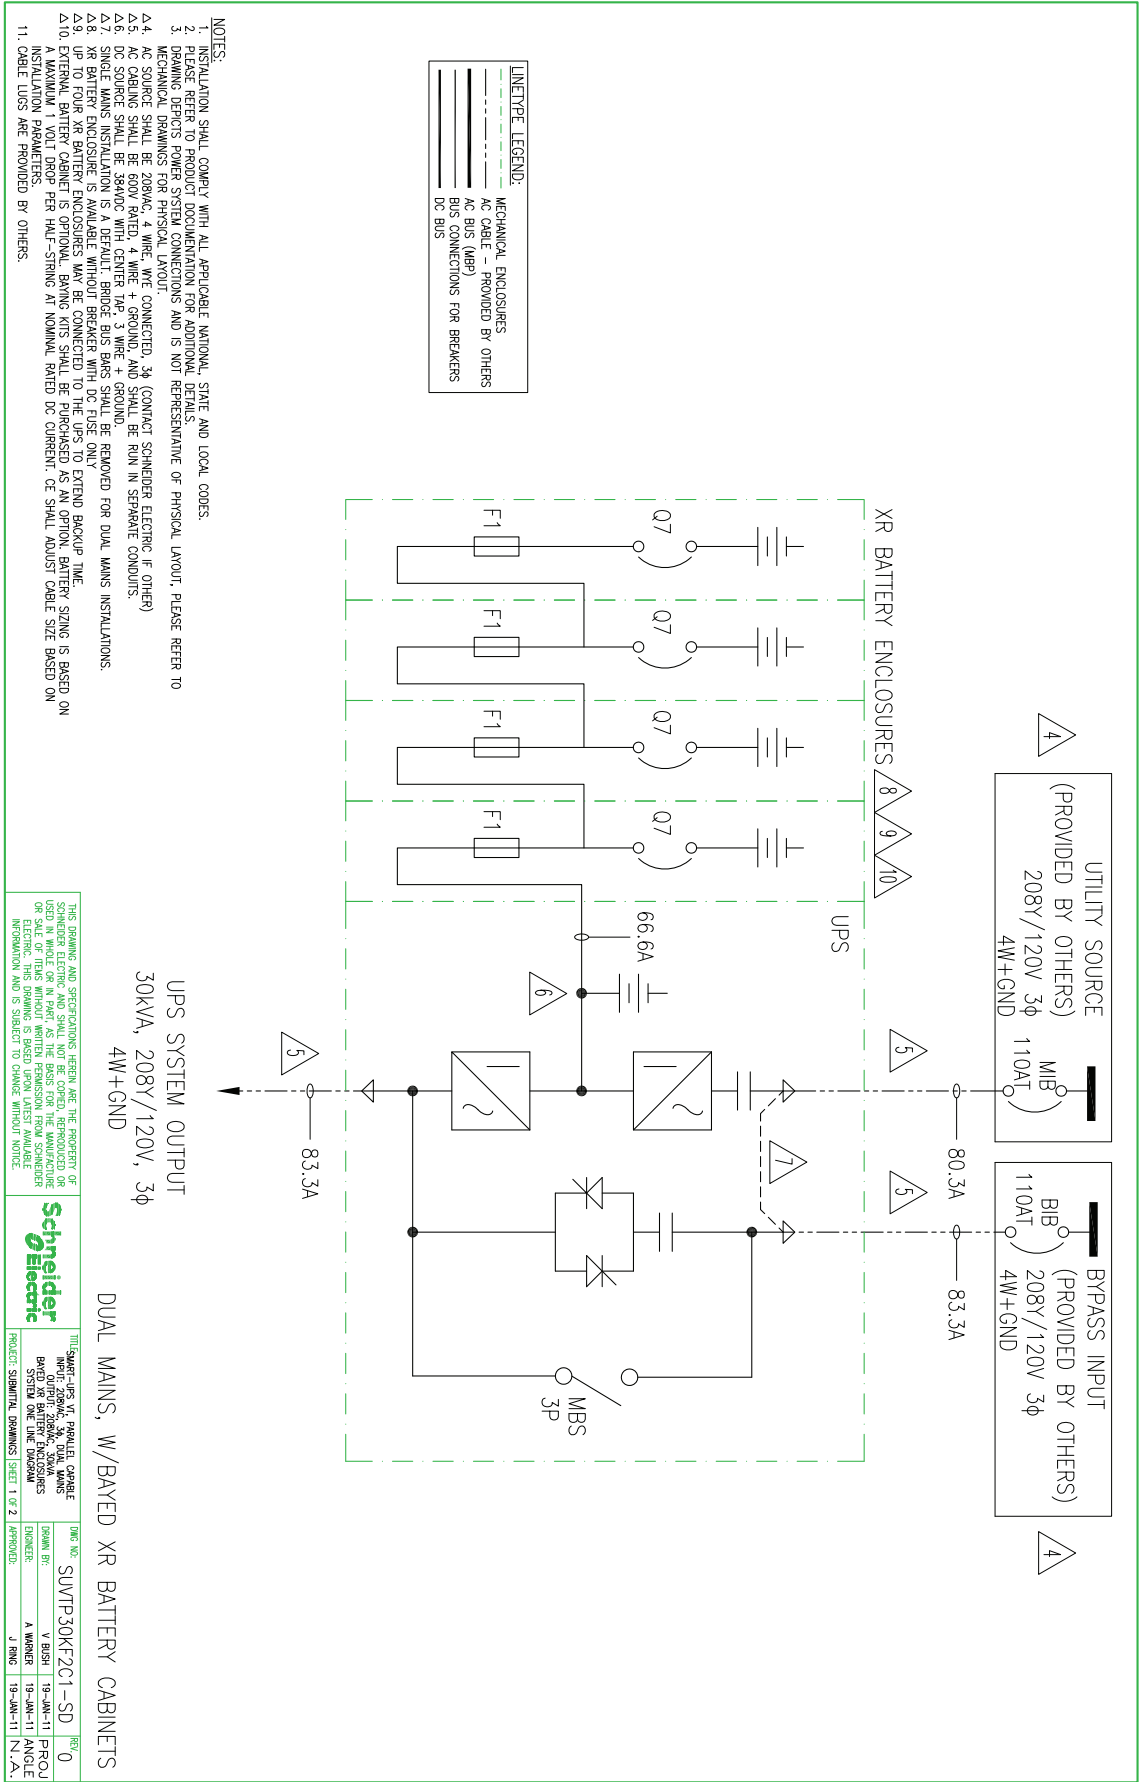 UTILITY SOURCE
(PROVIDED BY OTHERS)
208Y/120V 3ϕ
4W+GND
MIB
110AT
BYPASS INPUT
(PROVIDED BY OTHERS)
208Y/120V 3ϕ
4W+GND
BIB
110AT
4
4
5
80.3A
5
83.3A
XR BATTERY ENCLOSURES
8
9
10
UPS
Q7
Q7
Q7
Q7
F1
F1
F1
F1
66.6A
6
7
MBS
3P
5
83.3A
UPS SYSTEM OUTPUT
30kVA, 208Y/120V, 3ϕ
4W+GND
DUAL MAINS, W/BAYED XR BATTERY CABINETS
LINETYPE LEGEND:
MECHANICAL ENCLOSURES
AC CABLE - PROVIDED BY OTHERS
AC BUS (MBP)
BUS CONNECTIONS FOR BREAKERS
DC BUS
NOTES:
1. INSTALLATION SHALL COMPLY WITH ALL APPLICABLE NATIONAL, STATE AND LOCAL CODES.
2. PLEASE REFER TO PRODUCT DOCUMENTATION FOR ADDITIONAL DETAILS.
3. DRAWING DEPICTS POWER SYSTEM CONNECTIONS AND IS NOT REPRESENTATIVE OF PHYSICAL LAYOUT, PLEASE REFER TO
MECHANICAL DRAWINGS FOR PHYSICAL LAYOUT.
Δ4. AC SOURCE SHALL BE 208VAC, 4 WIRE, WYE CONNECTED, 3ϕ (CONTACT SCHNEIDER ELECTRIC IF OTHER)
Δ5. AC CABLING SHALL BE 600V RATED, 4 WIRE + GROUND, AND SHALL BE RUN IN SEPARATE CONDUITS.
Δ6. DC SOURCE SHALL BE 384VDC WITH CENTER TAP, 3 WIRE + GROUND.
Δ7. SINGLE MAINS INSTALLATION IS A DEFAULT. BRIDGE BUS BARS SHALL BE REMOVED FOR DUAL MAINS INSTALLATIONS.
Δ8. XR BATTERY ENCLOSURE IS AVAILABLE WITHOUT BREAKER WITH DC FUSE ONLY
Δ9. UP TO FOUR XR BATTERY ENCLOSURES MAY BE CONNECTED TO THE UPS TO EXTEND BACKUP TIME.
Δ10. EXTERNAL BATTERY CABINET IS OPTIONAL. BAYING KITS SHALL BE PURCHASED AS AN OPTION. BATTERY SIZING IS BASED ON
A MAXIMUM 1 VOLT DROP PER HALF-STRING AT NOMINAL RATED DC CURRENT. CE SHALL ADJUST CABLE SIZE BASED ON
INSTALLATION PARAMETERS.
11. CABLE LUGS ARE PROVIDED BY OTHERS.
THIS DRAWING AND SPECIFICATIONS HEREIN ARE THE PROPERTY OF
SCHNEIDER ELECTRIC AND SHALL NOT BE COPIED, REPRODUCED OR
USED IN WHOLE OR IN PART, AS THE BASIS FOR THE MANUFACTURE
OR SALE OF ITEMS WITHOUT WRITTEN PERMISSION FROM SCHNEIDER
ELECTRIC. THIS DRAWING IS BASED UPON LATEST AVAILABLE
INFORMATION AND IS SUBJECT TO CHANGE WITHOUT NOTICE.
Schneider
Electric
TITLE:
SMART-UPS VT, PARALLEL CAPABLE
INPUT: 208VAC, 3ϕ, DUAL MAINS
OUTPUT: 208VAC, 30kVA
BAYED XR BATTERY ENCLOSURES
SYSTEM ONE LINE DIAGRAM
PROJECT: SUBMITTAL DRAWINGS
SHEET 1 OF 2
DWG NO: SUVTP30KF2C1-SD
REV. 0
DRAWN BY: V BUSH 19-JAN-11
ENGINEER: A WARNER 19-JAN-11
APPROVED: J RING 19-JAN-11
PROJ
ANGLE
N.A.